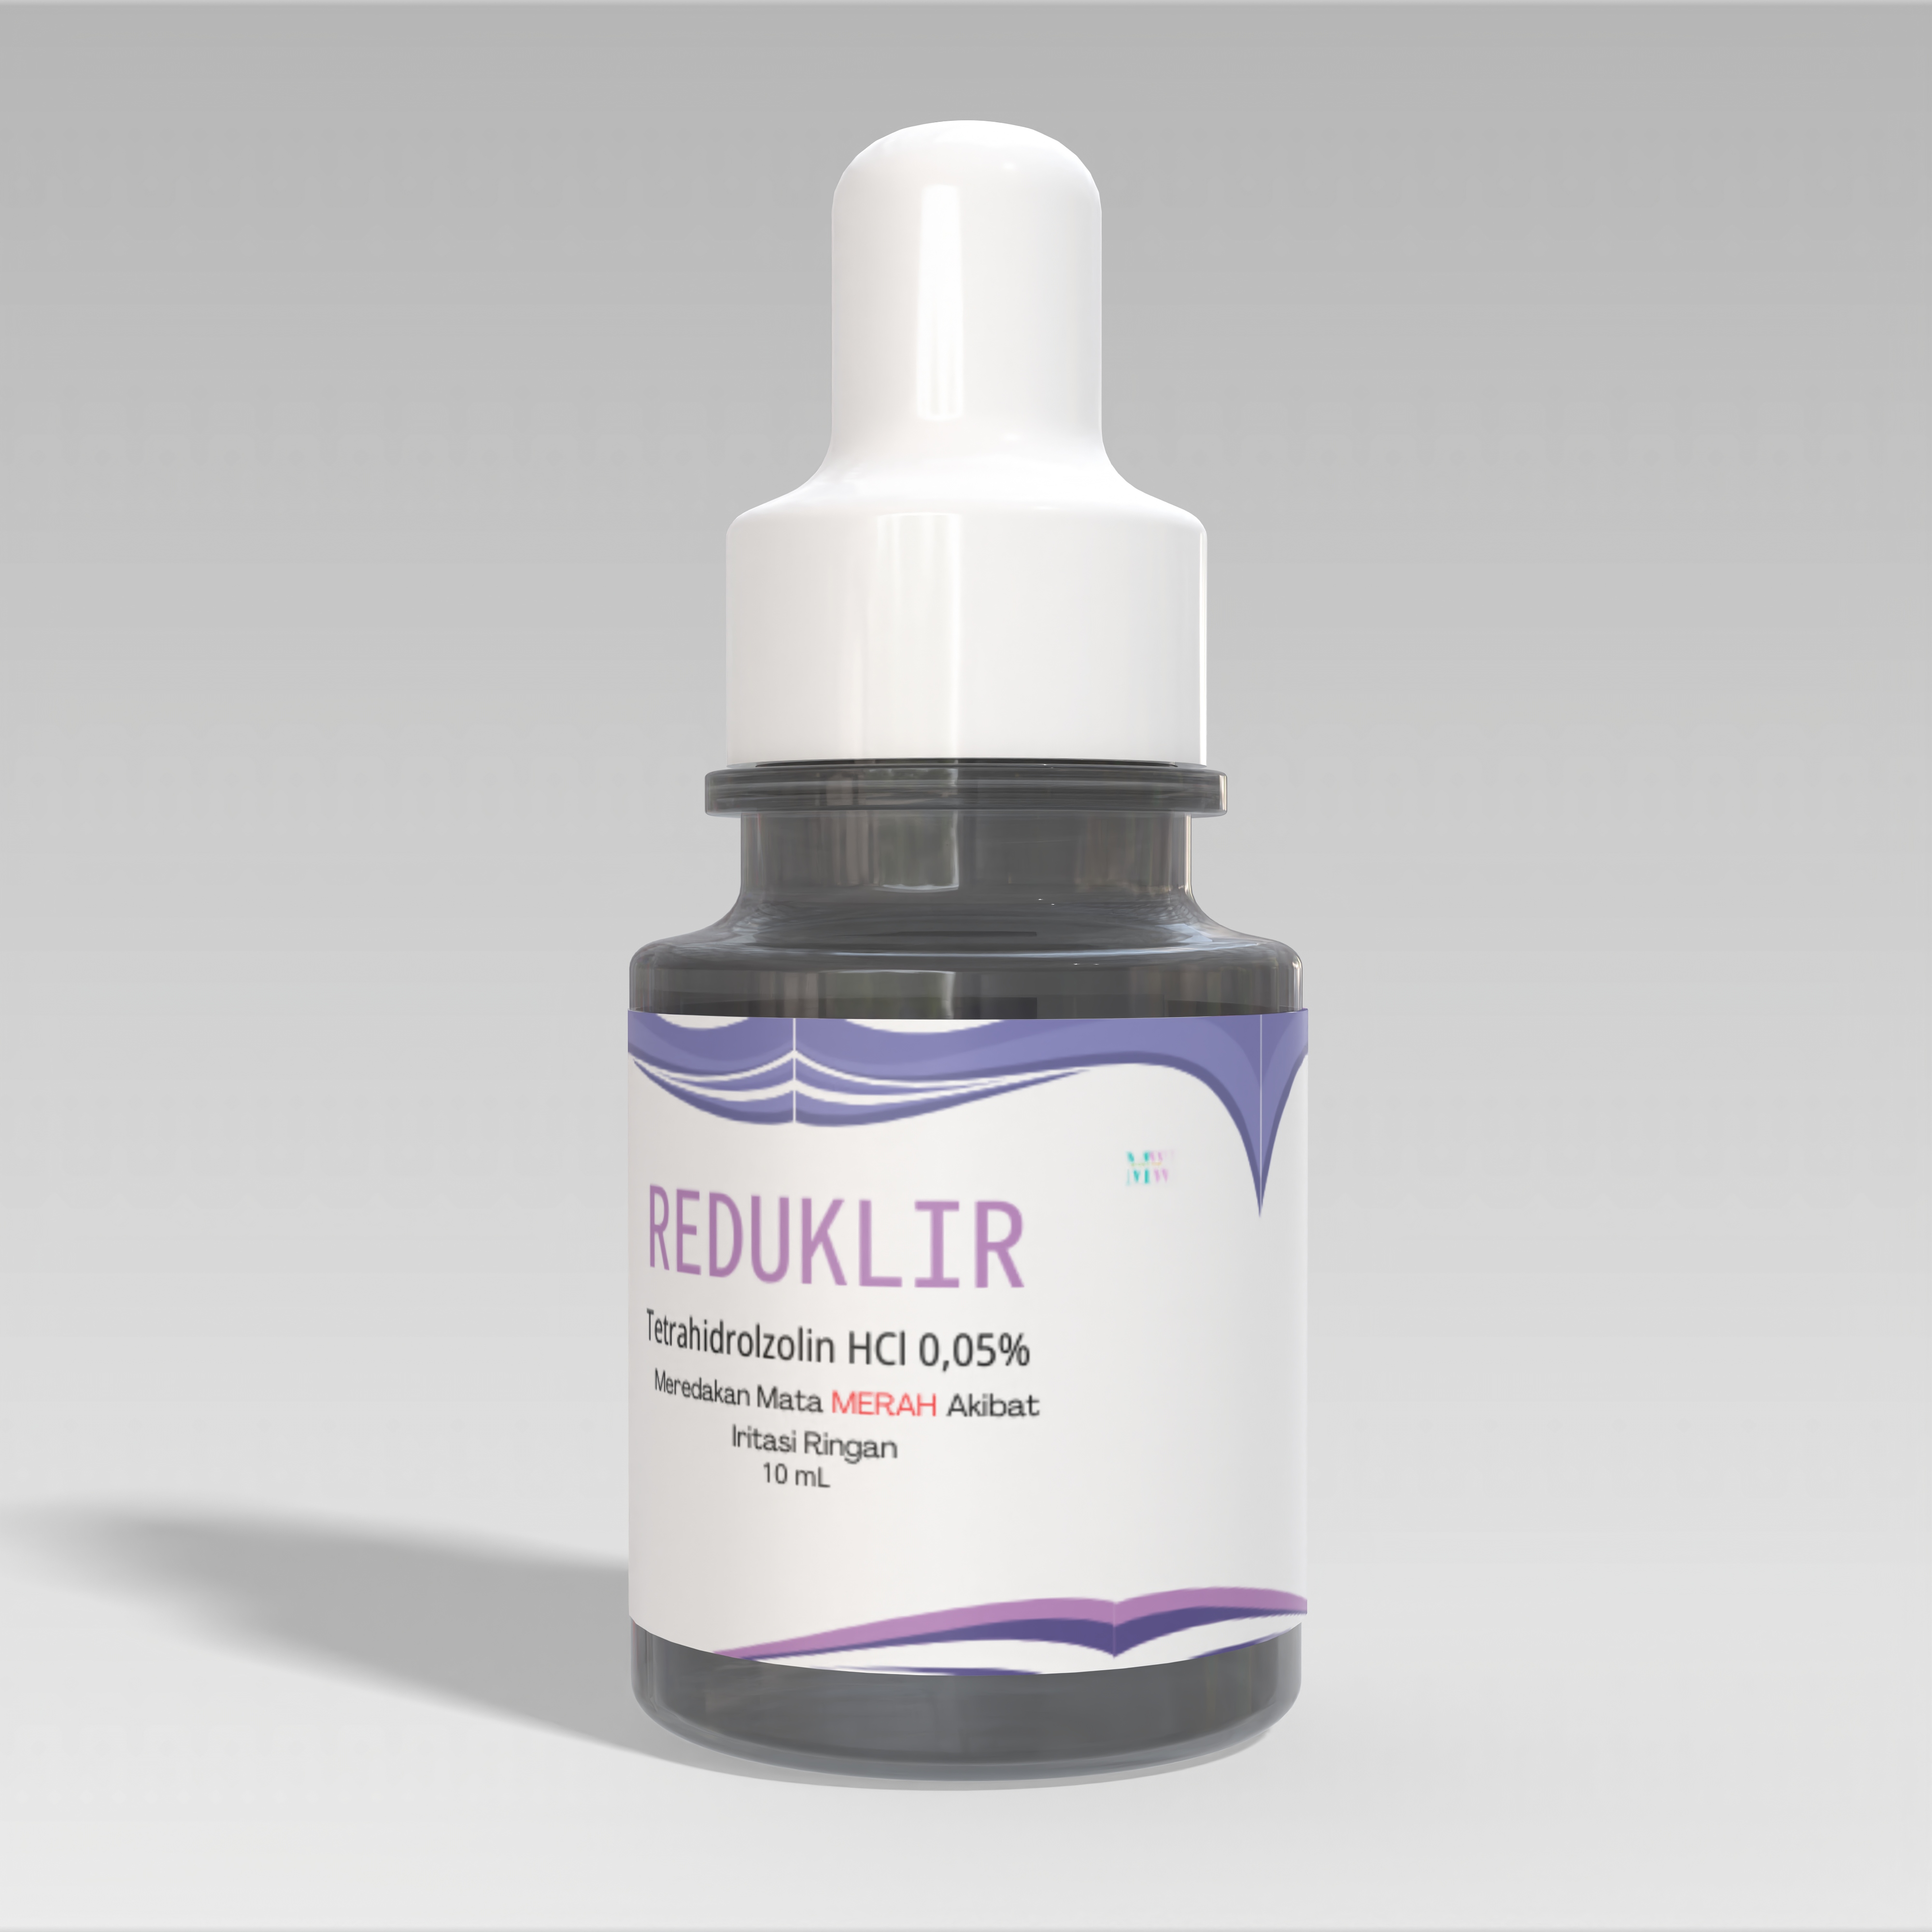 REDUKLIR
Tetrahidrolzolin HCl 0,05%
Meredakan Mata MERAH Akibat
Iritasi Ringan
10 mL